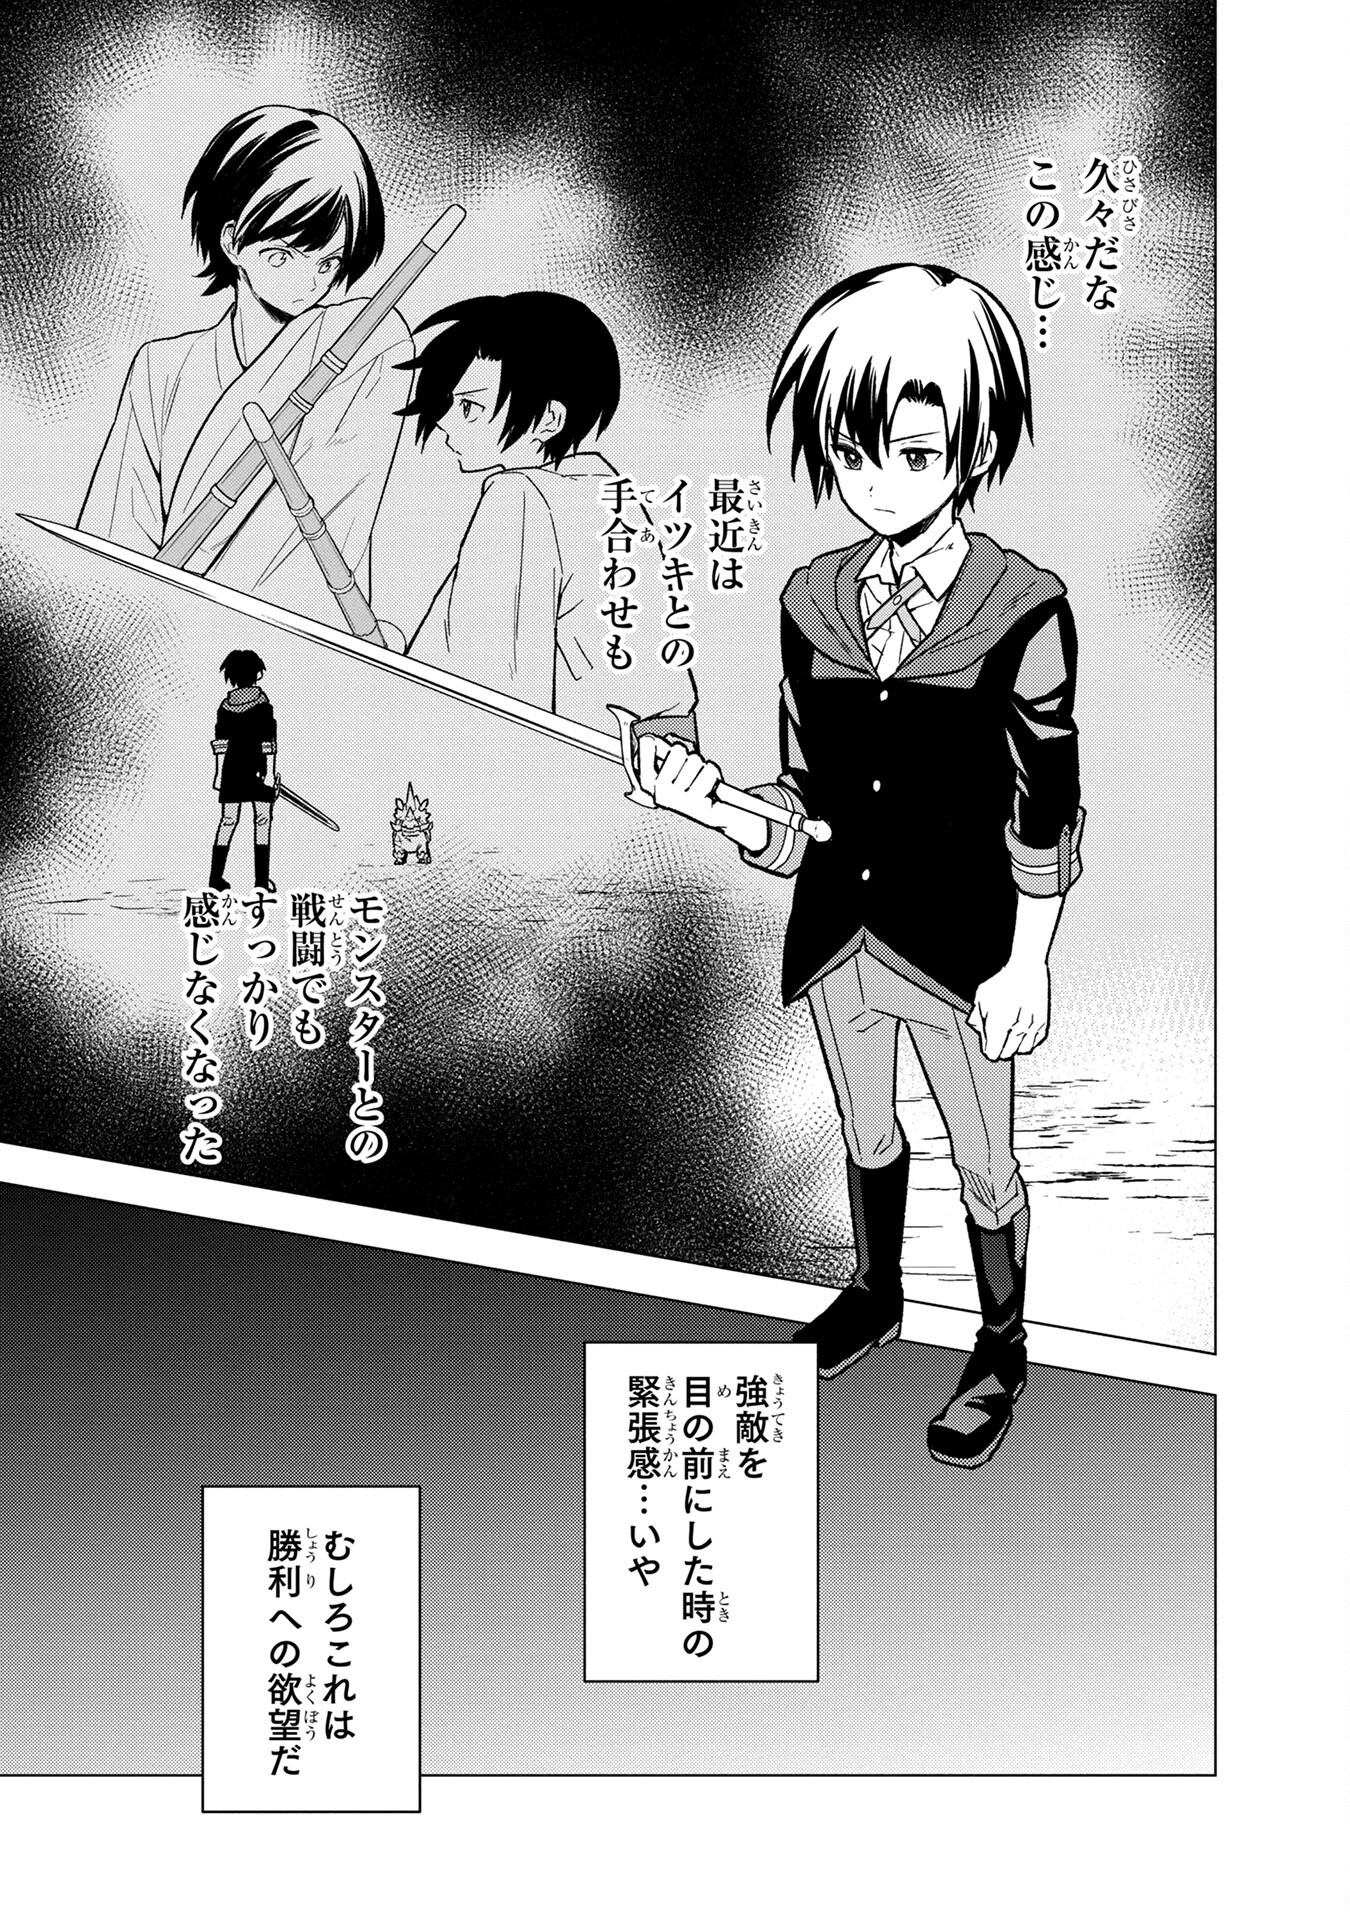 久々だな
この感じ…
最近は
イツキとの
手合わせも
モンスターとの
戦闘でも
すっかり
感じなくなった
強敵を
目の前にした時の
緊張感…いや
むしろこれは
勝利への欲望だ